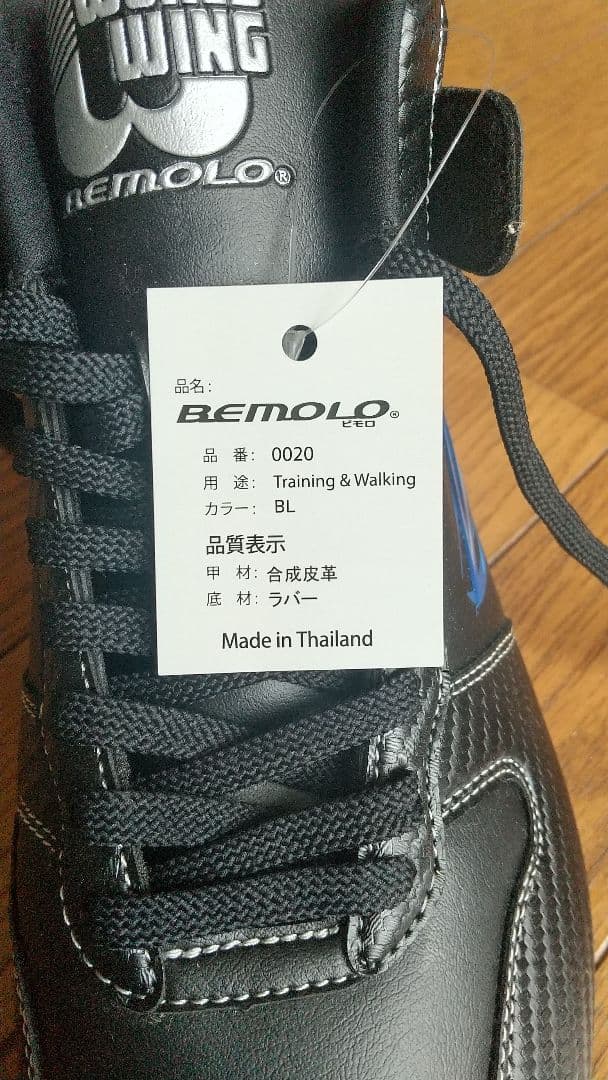 WORLD
WING
BEMOLO®
品名:
BEMOLO®
ビモロ
品 番: 0020
用 途: Training & Walking
カラー: BL
品質表示
甲 材: 合成皮革
底 材: ラバー
Made in Thailand